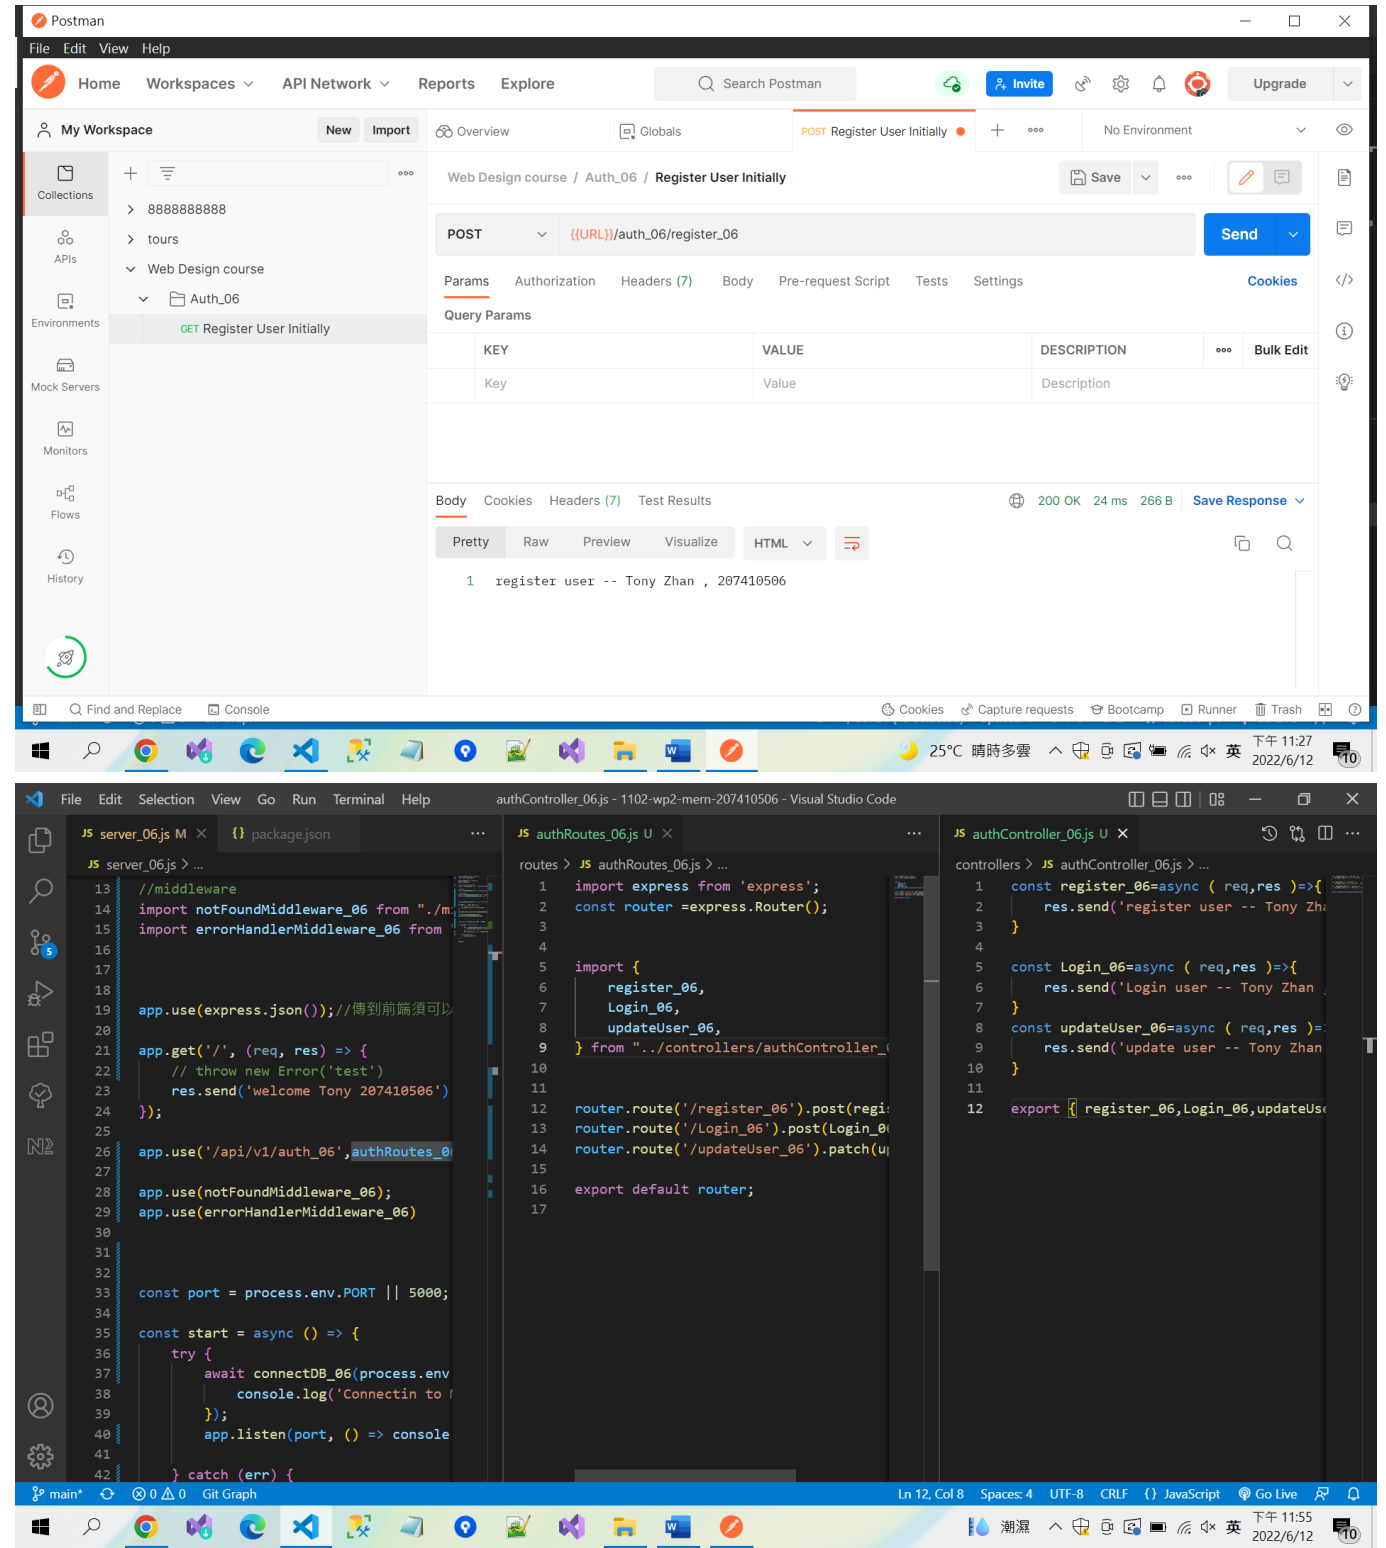 Postman
File Edit View Help
Home Workspaces API Network Reports Explore Search Postman Invite Upgrade
My Workspace New Import Overview Globals POST Register User Initially No Environment
Collections
APIs
Environments
Mock Servers
Monitors
Flows
History
8888888888
tours
Web Design course
Auth_06
GET Register User Initially
Web Design course / Auth_06 / Register User Initially Save
POST {{URL}}/auth_06/register_06 Send
Params Authorization Headers (7) Body Pre-request Script Tests Settings Cookies
Query Params
KEY VALUE DESCRIPTION Bulk Edit
Key Value Description
Body Cookies Headers (7) Test Results 200 OK 24 ms 266 B Save Response
Pretty Raw Preview Visualize HTML
1 register user -- Tony Zhan , 207410506
Find and Replace Console Cookies Capture requests Bootcamp Runner Trash
25°C 晴時多雲 英 下午 11:27
2022/6/12
10
File Edit Selection View Go Run Terminal Help authController_06.js - 1102-wp2-mern-207410506 - Visual Studio Code
JS server_06.js M {} package.json
JS server_06.js > ...
13 //middleware
14 import notFoundMiddleware_06 from "./m
15 import errorHandlerMiddleware_06 from
16
17
18
19 app.use(express.json());//傳到前端須可以
20
21 app.get('/', (req, res) => {
22 // throw new Error('test')
23 res.send('welcome Tony 207410506')
24 });
25
26 app.use('/api/v1/auth_06',authRoutes_0
27
28 app.use(notFoundMiddleware_06);
29 app.use(errorHandlerMiddleware_06)
30
31
32
33 const port = process.env.PORT || 5000;
34
35 const start = async () => {
36 try {
37 await connectDB_06(process.env
38 console.log('Connectin to
39 });
40 app.listen(port, () => console
41
42 } catch (err) {
JS authRoutes_06.js U
routes > JS authRoutes_06.js > ...
1 import express from 'express';
2 const router =express.Router();
3
4
5 import {
6 register_06,
7 Login_06,
8 updateUser_06,
9 } from "../controllers/authController_
10
11
12 router.route('/register_06').post(regi
13 router.route('/Login_06').post(Login_0
14 router.route('/updateUser_06').patch(u
15
16 export default router;
17
JS authController_06.js U
controllers > JS authController_06.js > ...
1 const register_06=async ( req,res )=>{
2 res.send('register user -- Tony Zh
3 }
4
5 const Login_06=async ( req,res )=>{
6 res.send('Login user -- Tony Zhan
7 }
8 const updateUser_06=async ( req,res )=
9 res.send('update user -- Tony Zhan
10 }
11
12 export { register_06,Login_06,updateUs
5
main* 0 0 Git Graph Ln 12, Col 8 Spaces: 4 UTF-8 CRLF {} JavaScript Go Live
潮濕 英 下午 11:55
2022/6/12
10